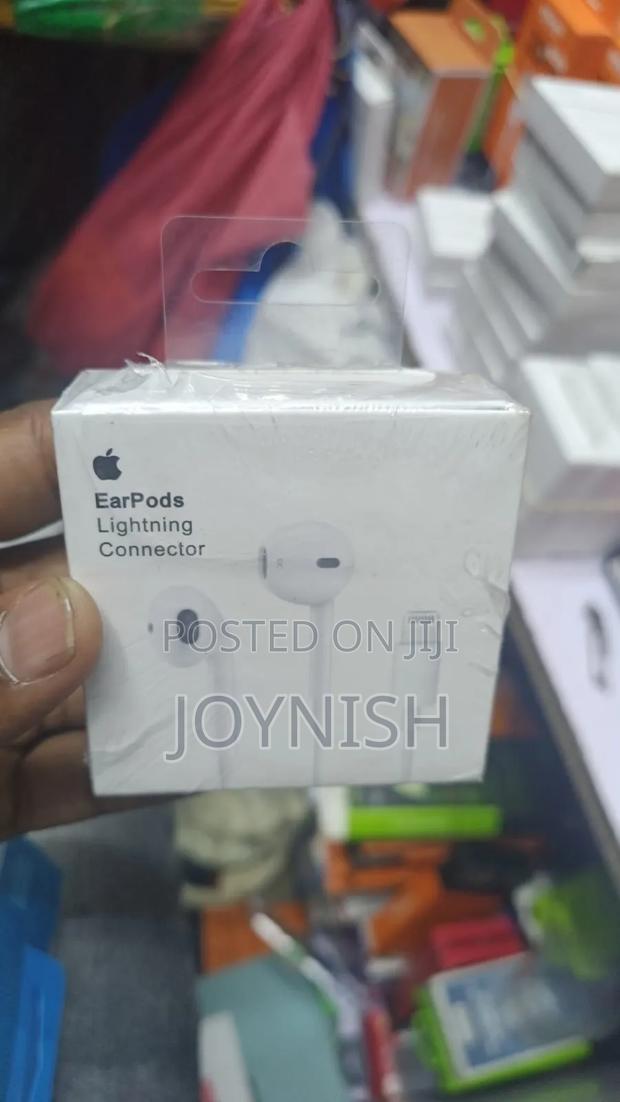 EarPods
Lightning
Connector
POSTED ON JIJI
JOYNISH